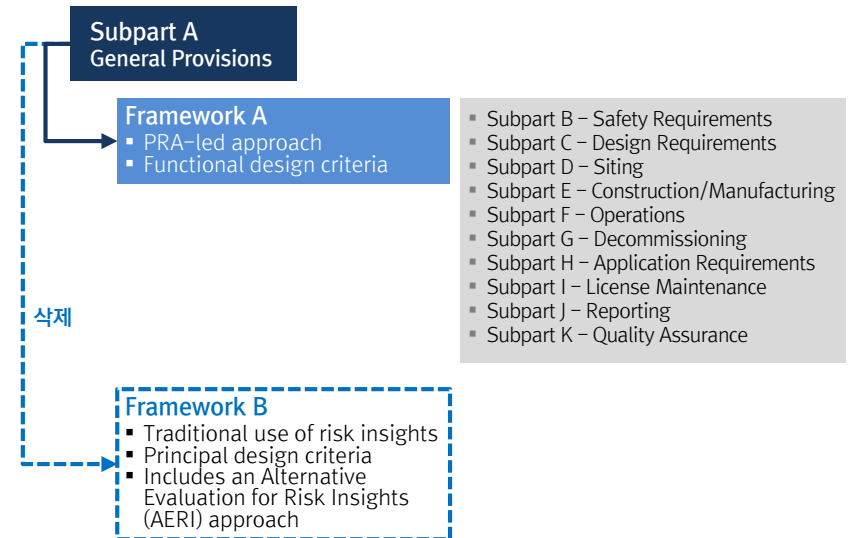 Subpart A
General Provisions
Framework A
▪ PRA-led approach
▪ Functional design criteria
▪ Subpart B – Safety Requirements
▪ Subpart C – Design Requirements
▪ Subpart D – Siting
▪ Subpart E – Construction/Manufacturing
▪ Subpart F – Operations
▪ Subpart G – Decommissioning
▪ Subpart H – Application Requirements
▪ Subpart I – License Maintenance
▪ Subpart J – Reporting
▪ Subpart K – Quality Assurance
삭제
Framework B
▪ Traditional use of risk insights
▪ Principal design criteria
▪ Includes an Alternative
Evaluation for Risk Insights
(AERI) approach